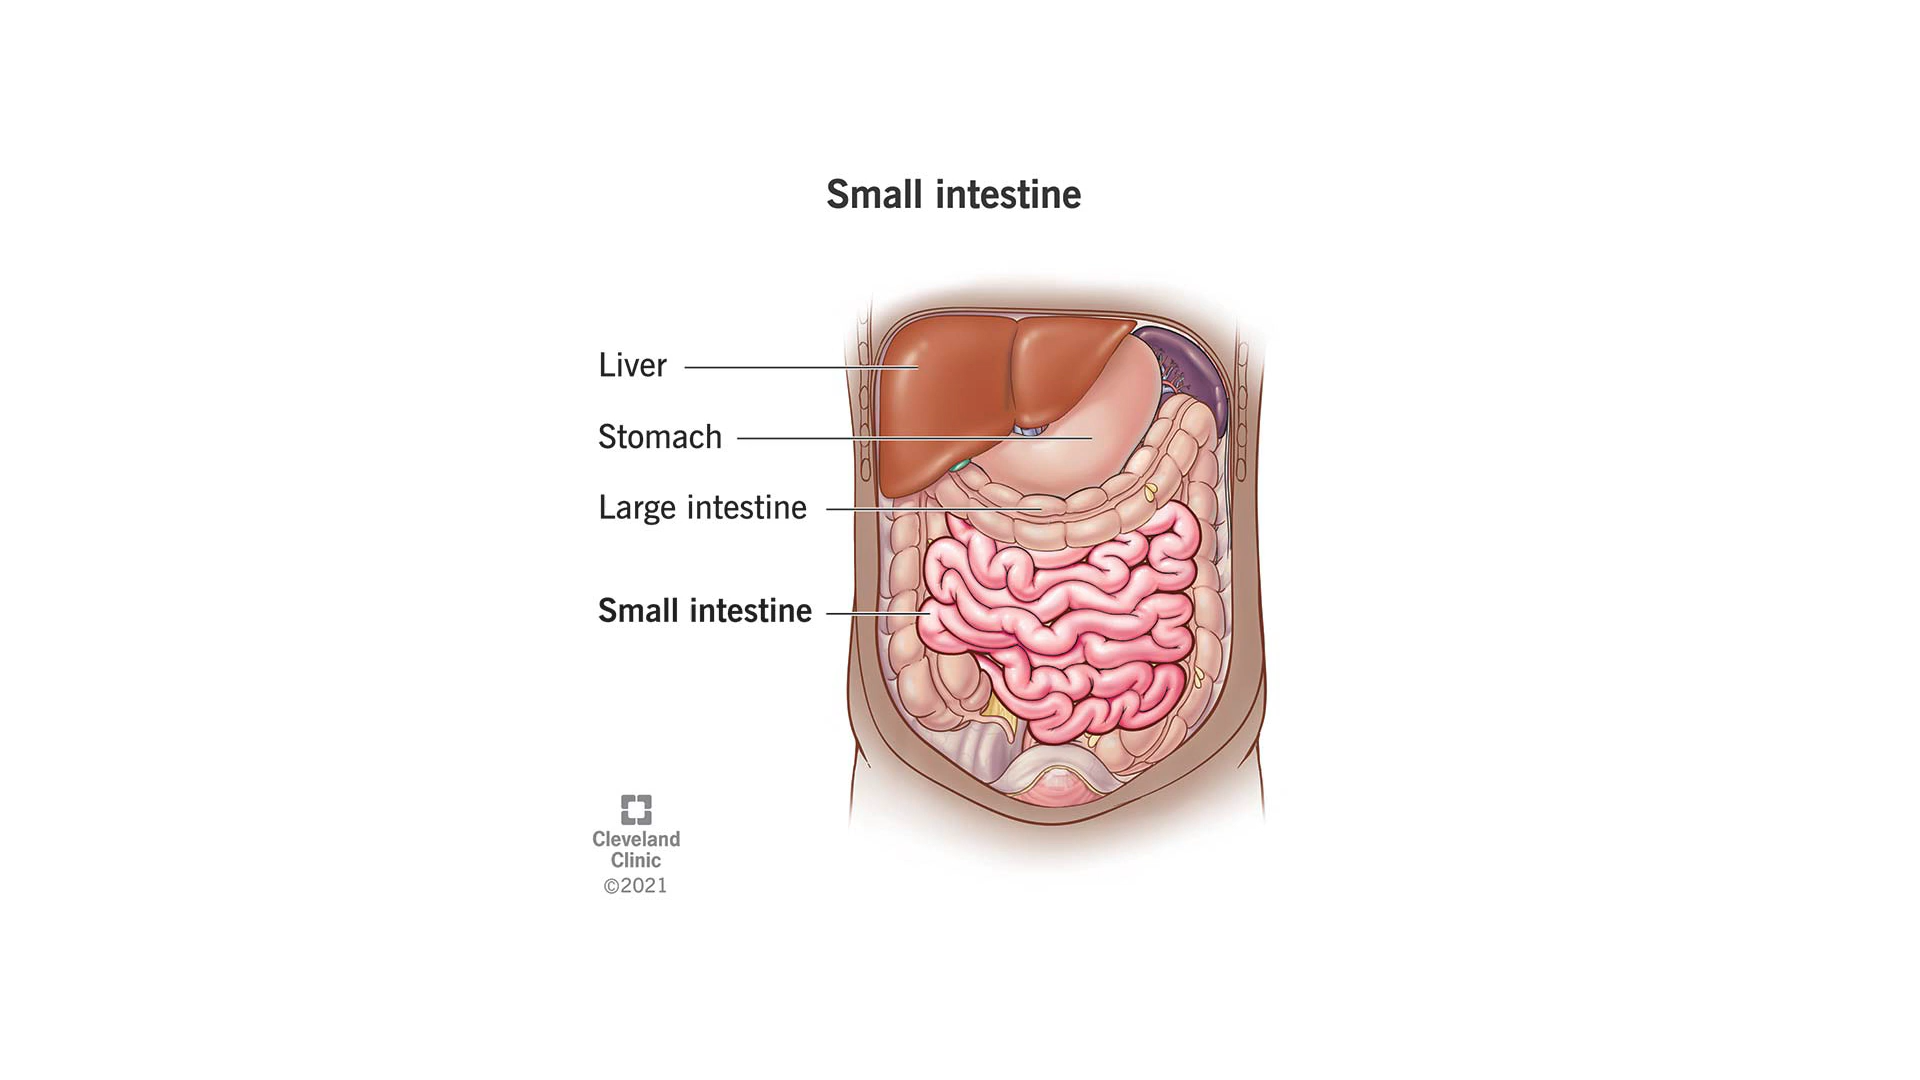 Small intestine
Liver
Stomach
Large intestine
Small intestine
Cleveland
Clinic
©2021